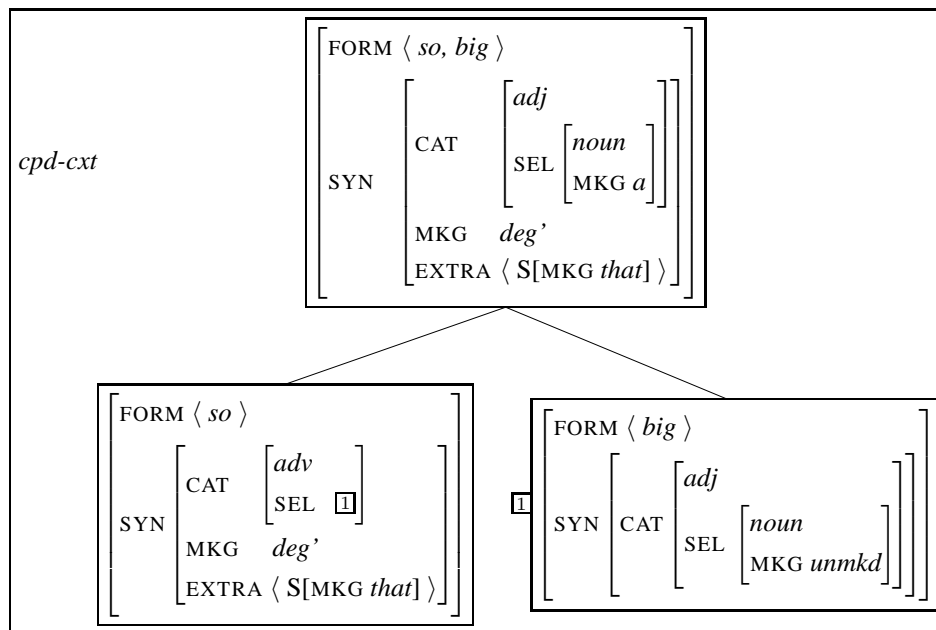 FORM ⟨ so, big ⟩
adj
CAT
noun
SEL
MKG a
cpd-cxt
SYN
MKG deg’
EXTRA ⟨ S[MKG that] ⟩
FORM ⟨ so ⟩
adv
CAT
SEL 1
SYN
MKG deg’
EXTRA ⟨ S[MKG that] ⟩
1
FORM ⟨ big ⟩
adj
SYN CAT
noun
SEL
MKG unmkd